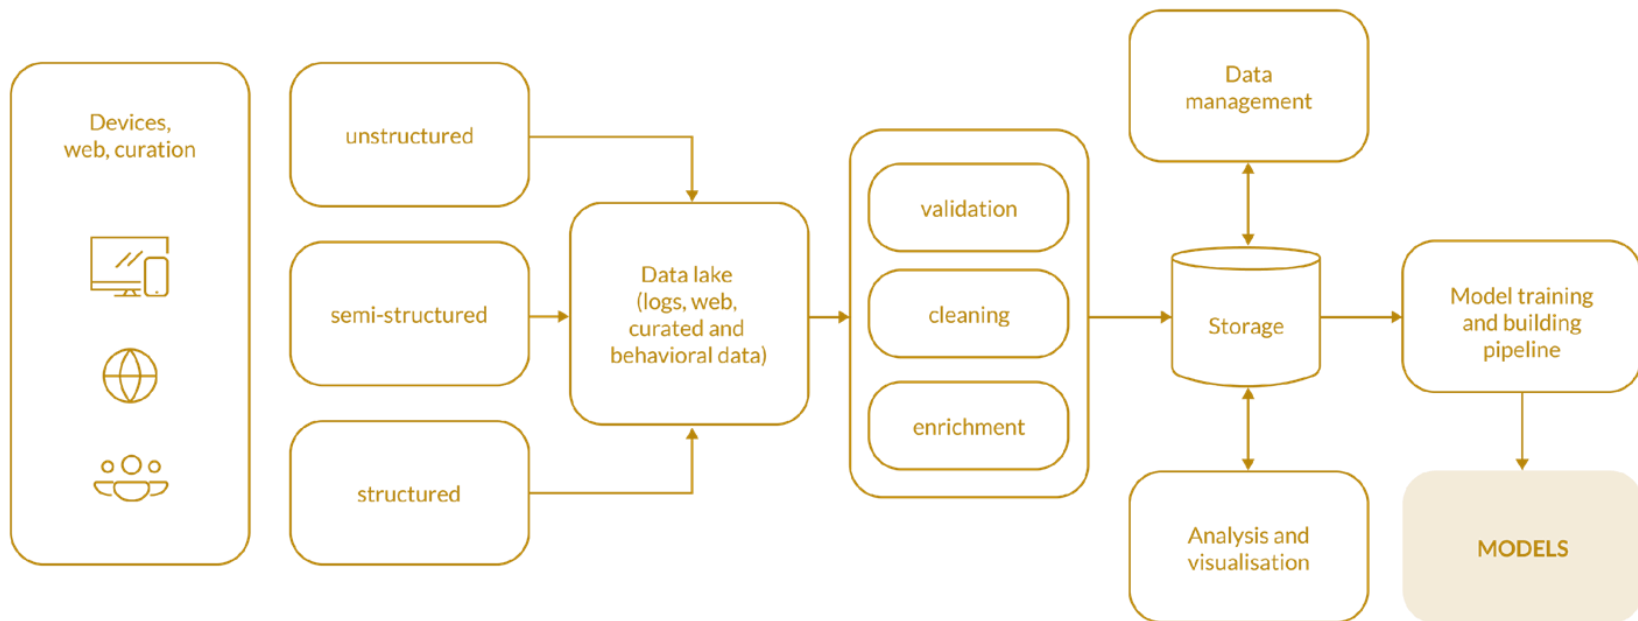 Devices,
web, curation
unstructured
semi-structured
structured
Data lake
(logs, web,
curated and
behavioral data)
validation
cleaning
enrichment
Data
management
Storage
Analysis and
visualisation
Model training
and building
pipeline
MODELS